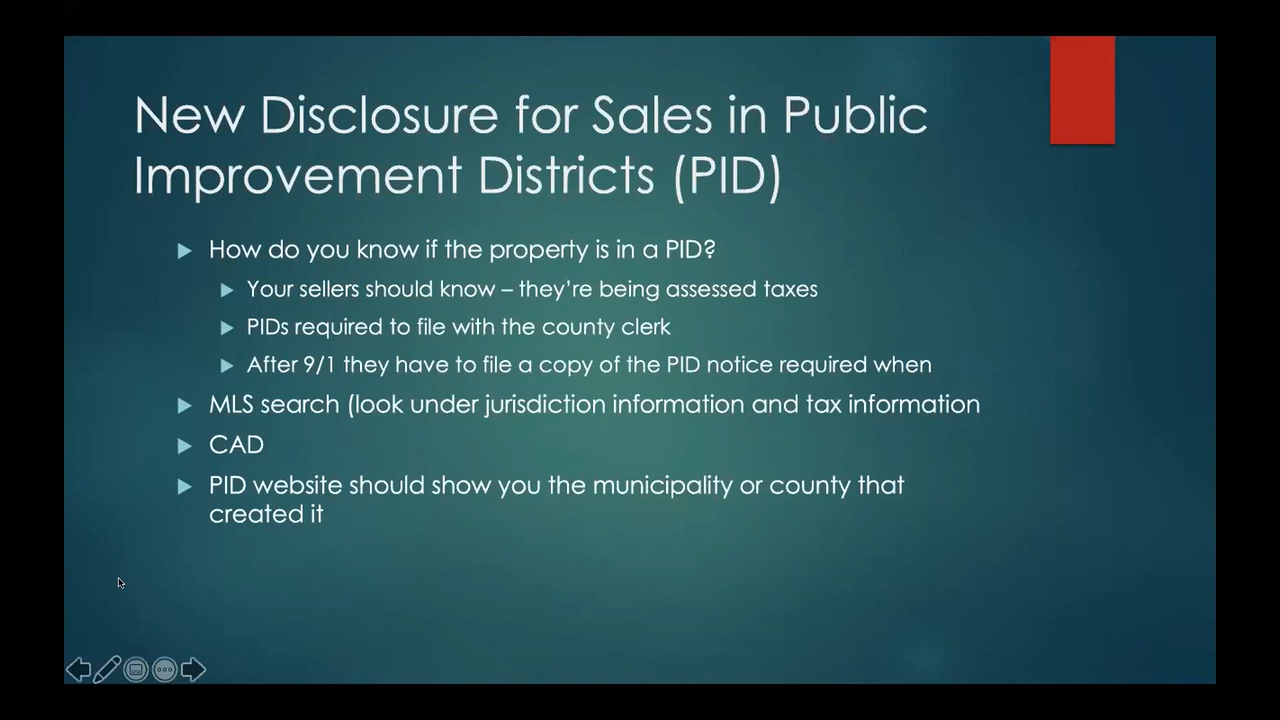 New Disclosure for Sales in Public
Improvement Districts (PID)
How do you know if the property is in a PID?
Your sellers should know – they’re being assessed taxes
PIDs required to file with the county clerk
After 9/1 they have to file a copy of the PID notice required when
MLS search (look under jurisdiction information and tax information
CAD
PID website should show you the municipality or county that
created it